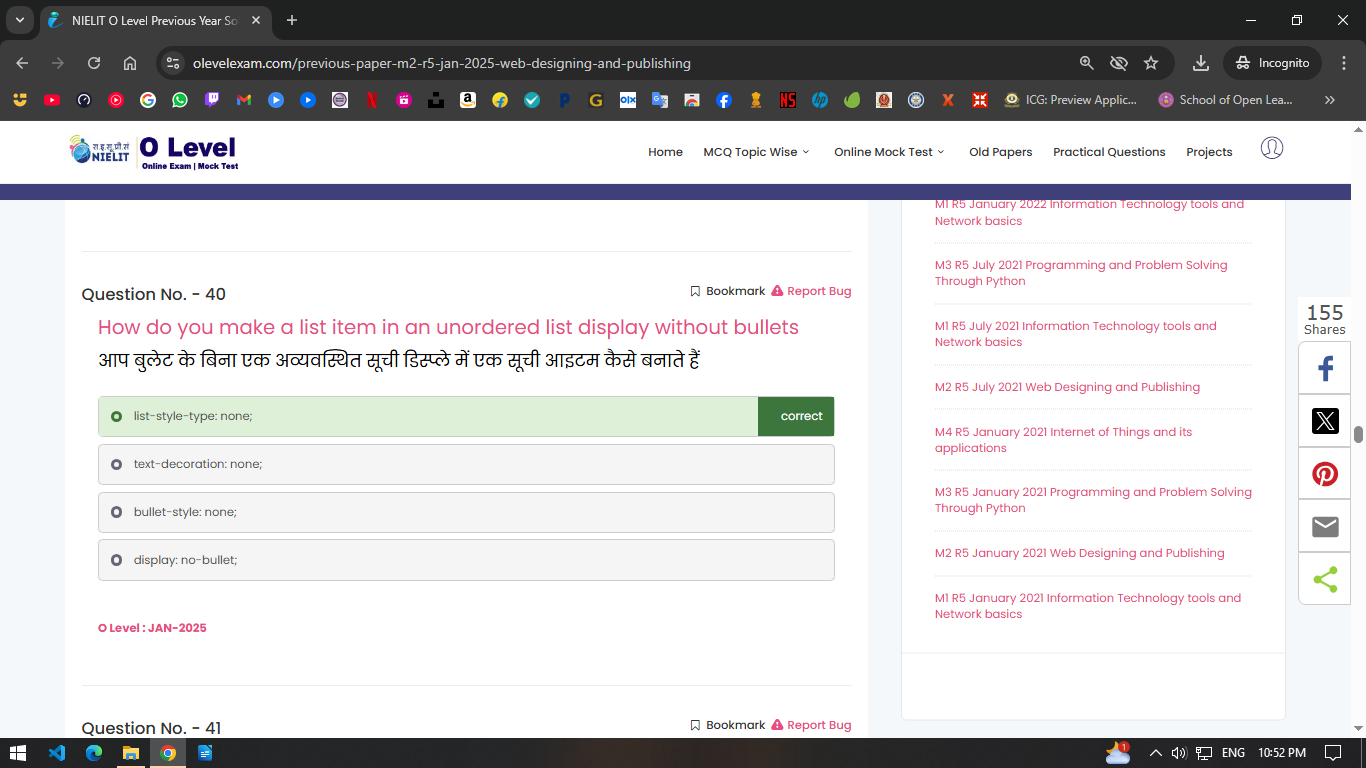 NIELIT O Level Previous Year So
olevelexam.com/previous-paper-m2-r5-jan-2025-web-designing-and-publishing
Incognito
ICG: Preview Applic...
School of Open Lea...
रा.इ.सू.प्रौ.सं
NIELIT
O Level
Online Exam | Mock Test
Home
MCQ Topic Wise
Online Mock Test
Old Papers
Practical Questions
Projects
Question No. - 40
Bookmark
Report Bug
How do you make a list item in an unordered list display without bullets
आप बुलेट के बिना एक अव्यवस्थित सूची डिस्प्ले में एक सूची आइटम कैसे बनाते हैं
list-style-type: none;
correct
text-decoration: none;
bullet-style: none;
display: no-bullet;
O Level : JAN-2025
Question No. - 41
Bookmark
Report Bug
M1 R5 January 2022 Information Technology tools and
Network basics
M3 R5 July 2021 Programming and Problem Solving
Through Python
M1 R5 July 2021 Information Technology tools and
Network basics
M2 R5 July 2021 Web Designing and Publishing
M4 R5 January 2021 Internet of Things and its
applications
M3 R5 January 2021 Programming and Problem Solving
Through Python
M2 R5 January 2021 Web Designing and Publishing
M1 R5 January 2021 Information Technology tools and
Network basics
155
Shares
1
ENG
10:52 PM